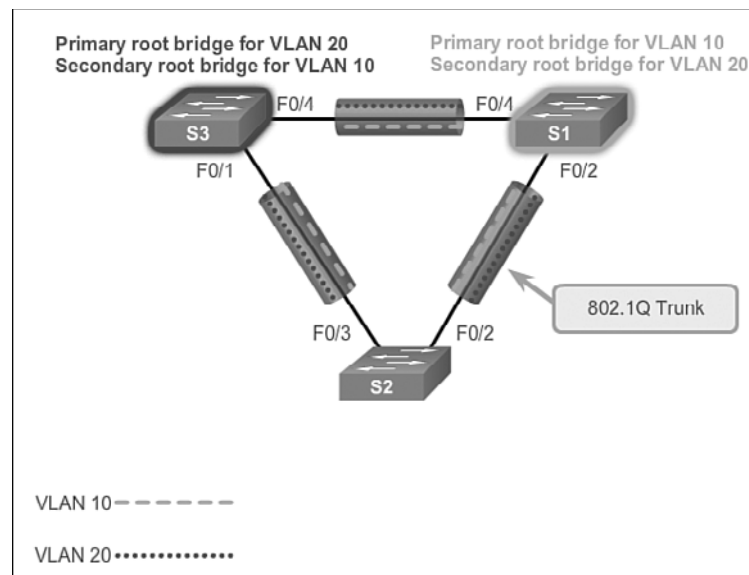 Primary root bridge for VLAN 20
Secondary root bridge for VLAN 10
Primary root bridge for VLAN 10
Secondary root bridge for VLAN 20
F0/4
F0/4
S3
S1
F0/1
F0/2
802.1Q Trunk
F0/3
F0/2
S2
VLAN 10
VLAN 20